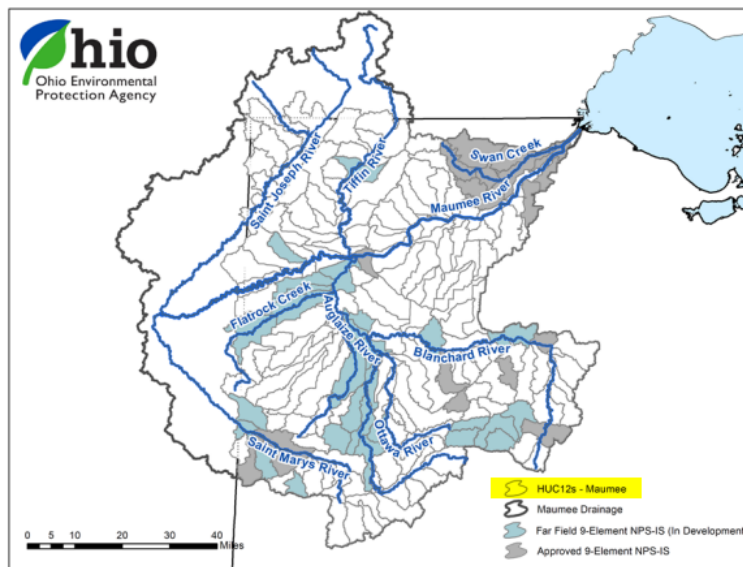 Ohio
Ohio Environmental
Protection Agency
Swan Creek
Saint Joseph River
Tiffin River
Maumee River
Flatrock Creek
Auglaize River
Blanchard River
Ottawa River
Saint Marys River
HUC12s - Maumee
Maumee Drainage
Far Field 9-Element NPS-IS (In Development
Approved 9-Element NPS-IS
0 5 10 20 30 40
Miles